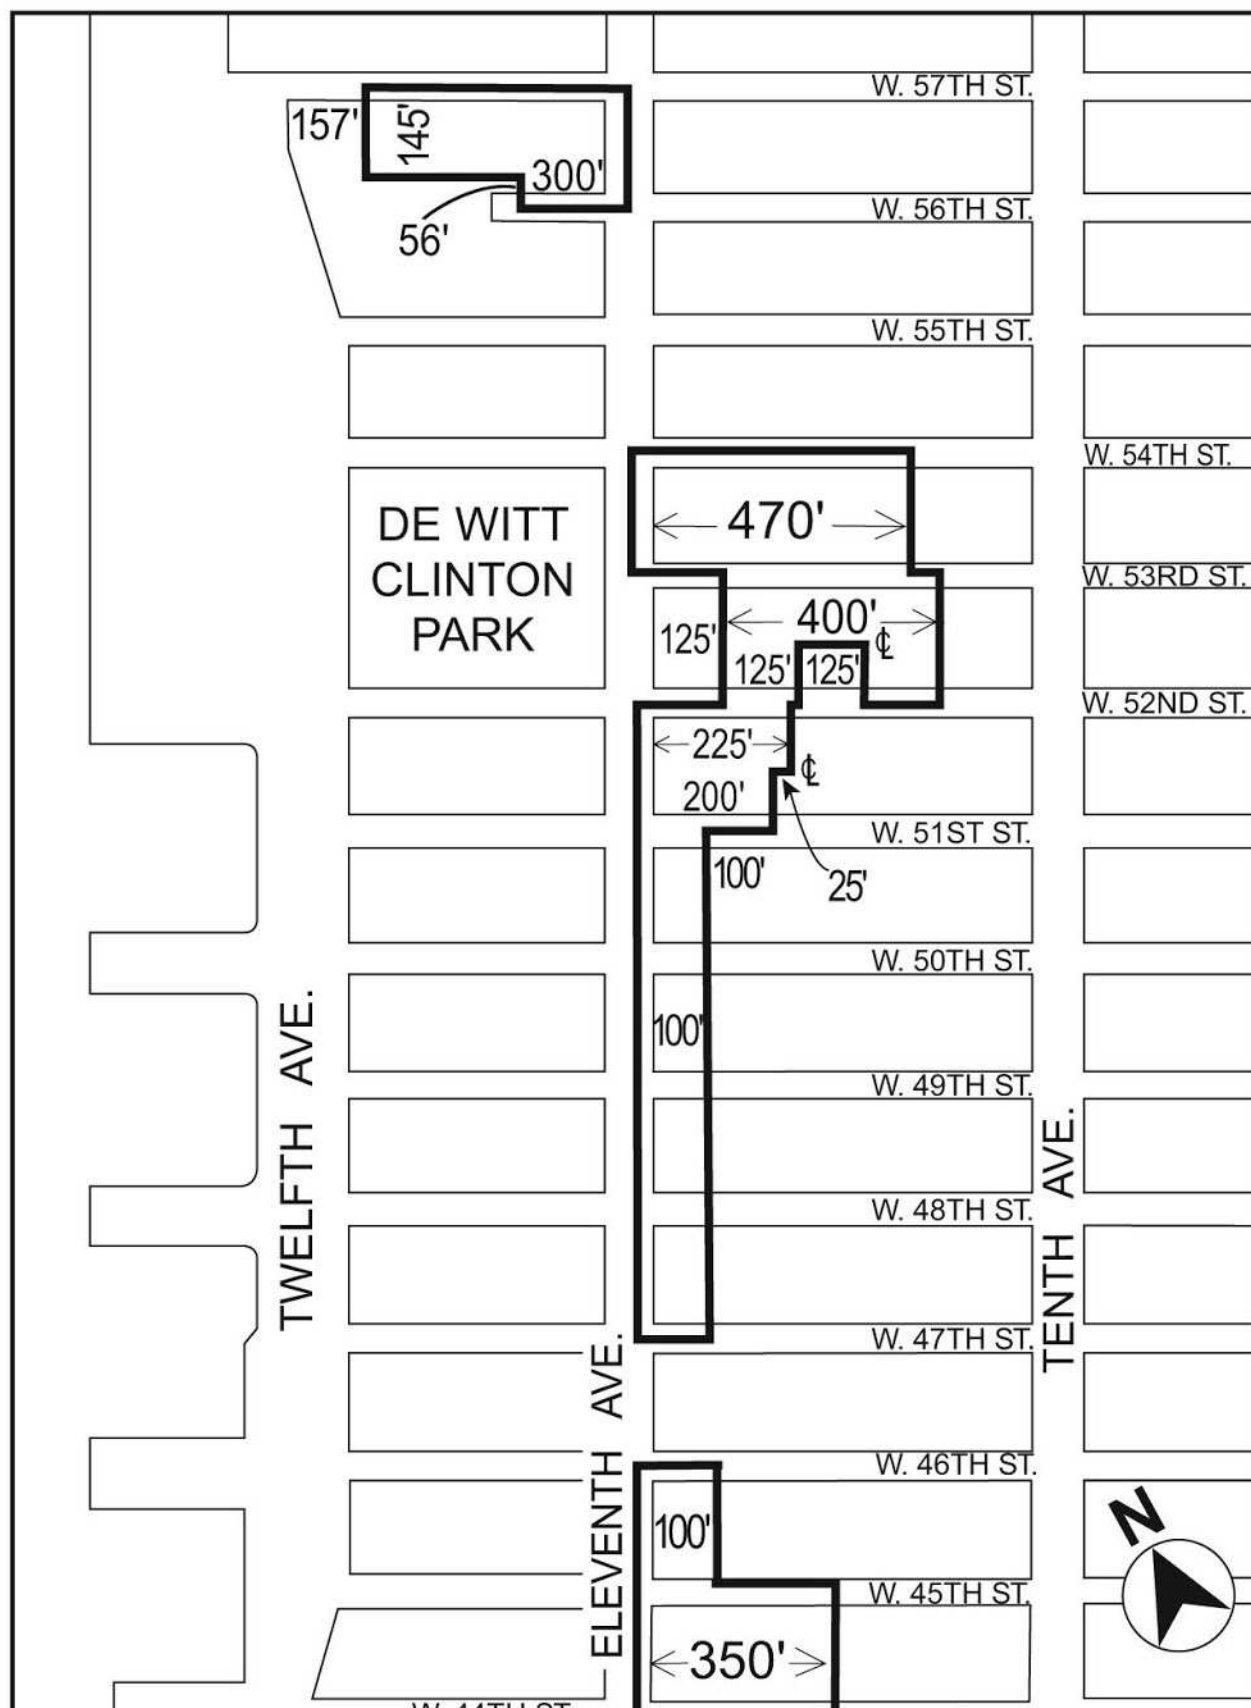 W. 57TH ST.
157'
145'
300'
56'
W. 56TH ST.
W. 55TH ST.
W. 54TH ST.
DE WITT
CLINTON
PARK
470'
W. 53RD ST.
125'
400'
℄
125'
125'
W. 52ND ST.
225'
℄
200'
W. 51ST ST.
100'
25'
W. 50TH ST.
100'
W. 49TH ST.
TWELFTH AVE.
TENTH AVE.
W. 48TH ST.
W. 47TH ST.
ELEVENTH AVE.
W. 46TH ST.
N
100'
W. 45TH ST.
350'
W. 44TH ST.